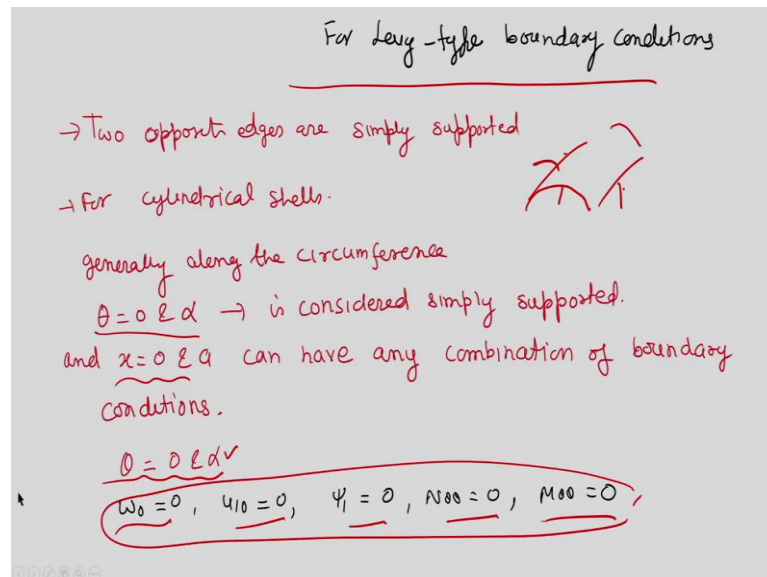 For Levy-type boundary conditions
→ Two opposit edges are simply supported
→ For cylindrical shells.
generally along the circumference
θ = 0 & α → is considered simply supported.
and x = 0 & a can have any combination of boundary
conditions.
θ = 0 & α ✓
w₀ = 0, u₁₀ = 0, ψ₁ = 0, Nθθ = 0, Mθθ = 0,